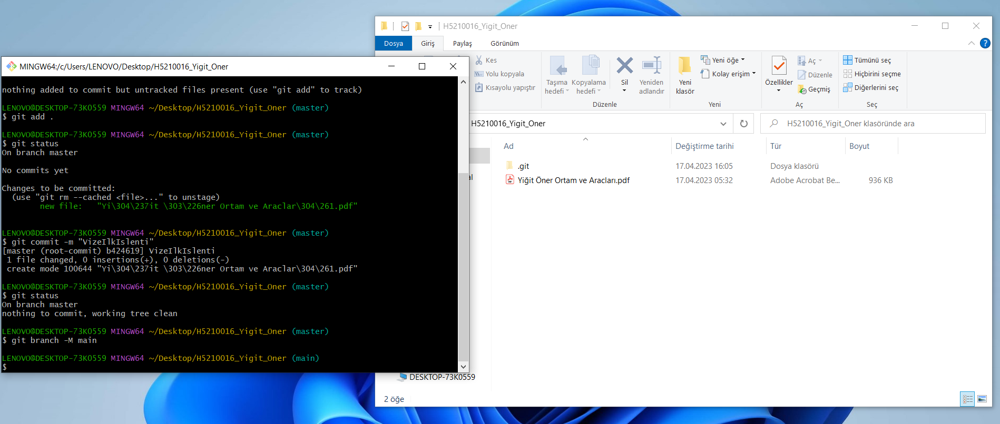 MINGW64:/c/Users/LENOVO/Desktop/H5210016_Yigit_Oner
nothing added to commit but untracked files present (use "git add" to track)
LENOVO@DESKTOP-73K0559 MINGW64 ~/Desktop/H5210016_Yigit_Oner (master)
$ git add .
LENOVO@DESKTOP-73K0559 MINGW64 ~/Desktop/H5210016_Yigit_Oner (master)
$ git status
On branch master
No commits yet
Changes to be committed:
(use "git rm --cached <file>..." to unstage)
new file: "Yi\304\237it \303\226ner Ortam ve Araclar\304\261.pdf"
LENOVO@DESKTOP-73K0559 MINGW64 ~/Desktop/H5210016_Yigit_Oner (master)
$ git commit -m "VizeIlkIslenti"
[master (root-commit) b424619] VizeIlkIslenti
1 file changed, 0 insertions(+), 0 deletions(-)
create mode 100644 "Yi\304\237it \303\226ner Ortam ve Araclar\304\261.pdf"
LENOVO@DESKTOP-73K0559 MINGW64 ~/Desktop/H5210016_Yigit_Oner (master)
$ git status
On branch master
nothing to commit, working tree clean
LENOVO@DESKTOP-73K0559 MINGW64 ~/Desktop/H5210016_Yigit_Oner (master)
$ git branch -M main
LENOVO@DESKTOP-73K0559 MINGW64 ~/Desktop/H5210016_Yigit_Oner (main)
$
H5210016_Yigit_Oner
Dosya Giriş Paylaş Görünüm
Kes
Yolu kopyala
Kısayolu yapıştır
Taşıma hedefi
Kopyalama hedefi
Sil
Yeniden adlandır
Düzenle
Yeni klasör
Yeni öğe
Kolay erişim
Yeni
Özellikler
Aç
Düzenle
Geçmiş
Aç
Tümünü seç
Hiçbirini seçme
Diğerlerini seç
Seç
H5210016_Yigit_Oner
H5210016_Yigit_Oner klasöründe ara
Ad Değiştirme tarihi Tür Boyut
.git 17.04.2023 16:05 Dosya klasörü
Yiğit Öner Ortam ve Aracları.pdf 17.04.2023 05:32 Adobe Acrobat Be... 936 KB
DESKTOP-73K0559
2 öğe